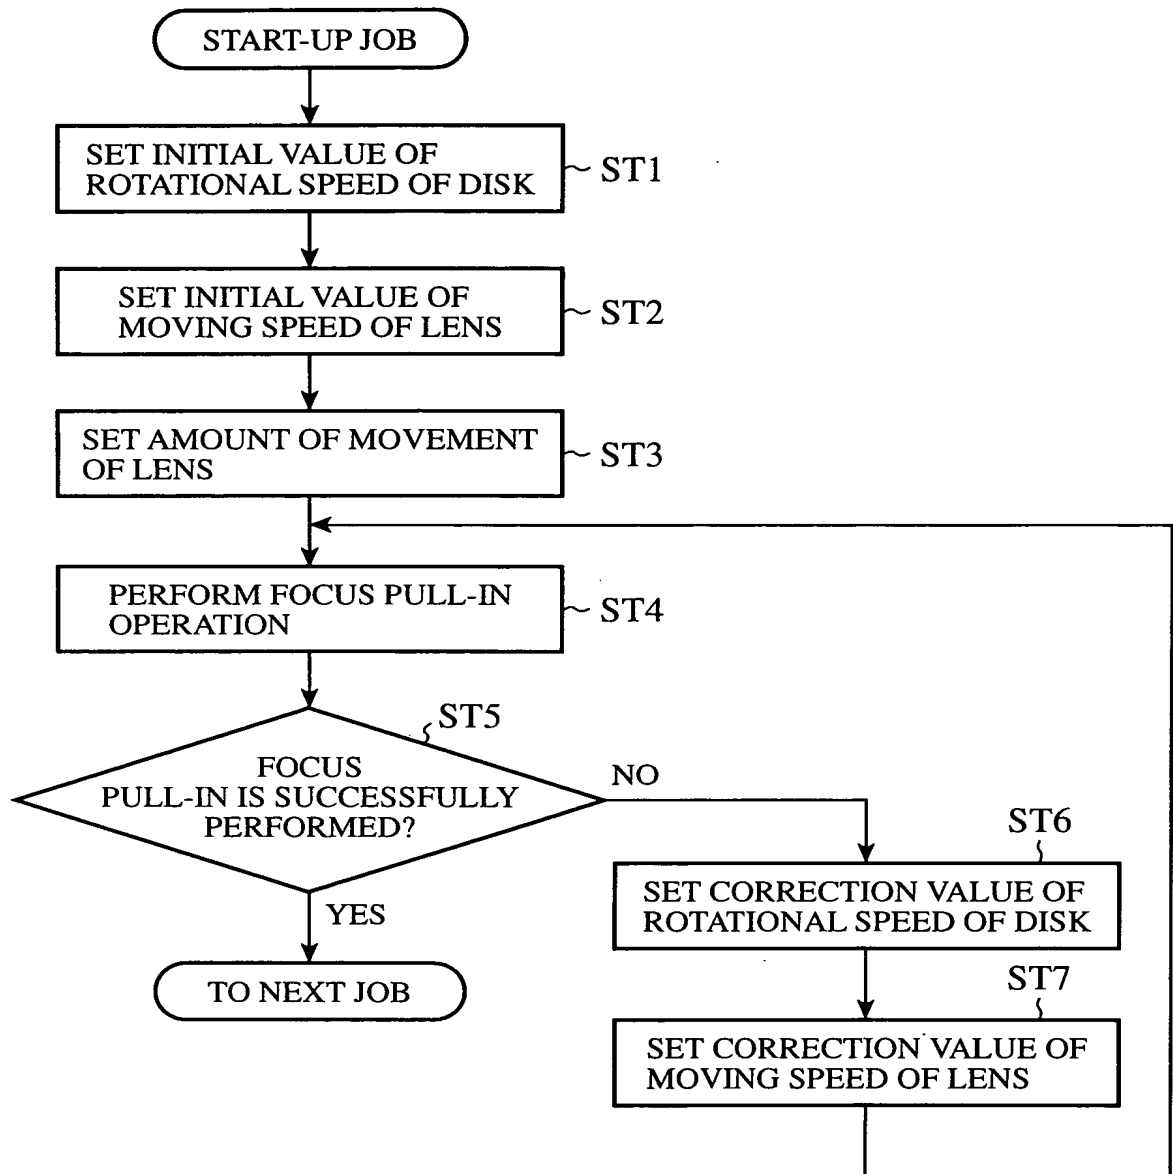 START-UP JOB
SET INITIAL VALUE OF
ROTATIONAL SPEED OF DISK
ST1
SET INITIAL VALUE OF
MOVING SPEED OF LENS
ST2
SET AMOUNT OF MOVEMENT
OF LENS
ST3
PERFORM FOCUS PULL-IN
OPERATION
ST4
ST5
FOCUS
PULL-IN IS SUCCESSFULLY
PERFORMED?
NO
YES
TO NEXT JOB
ST6
SET CORRECTION VALUE OF
ROTATIONAL SPEED OF DISK
ST7
SET CORRECTION VALUE OF
MOVING SPEED OF LENS